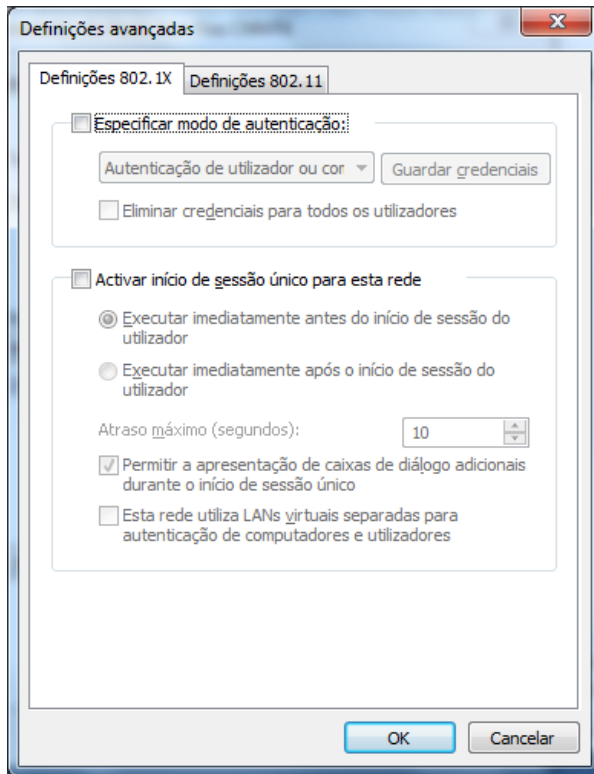 Definições avançadas
Definições 802.1X
Definições 802.11
Especificar modo de autenticação:
Autenticação de utilizador ou cor
Guardar credenciais
Eliminar credenciais para todos os utilizadores
Activar início de sessão único para esta rede
Executar imediatamente antes do início de sessão do
utilizador
Executar imediatamente após o início de sessão do
utilizador
Atraso máximo (segundos):
10
Permitir a apresentação de caixas de diálogo adicionais
durante o início de sessão único
Esta rede utiliza LANs virtuais separadas para
autenticação de computadores e utilizadores
OK
Cancelar